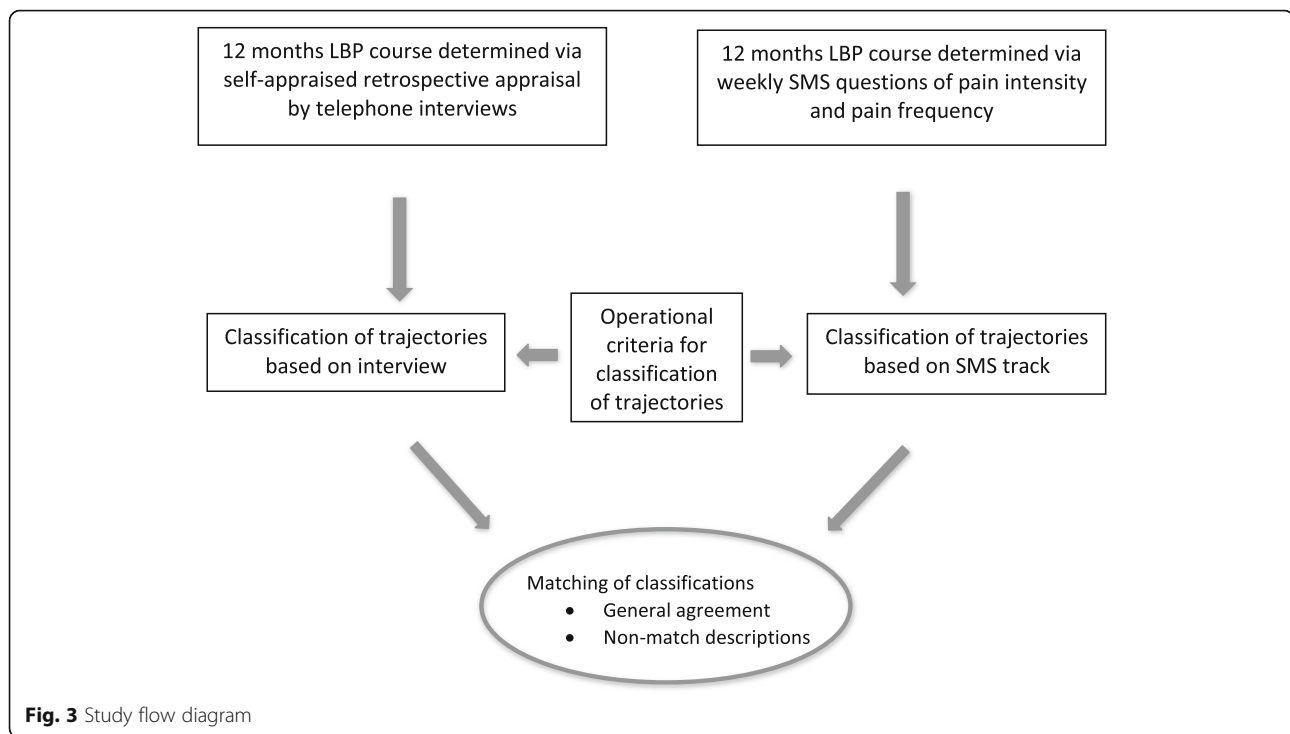 12 months LBP course determined via
self-appraised retrospective appraisal
by telephone interviews
12 months LBP course determined via
weekly SMS questions of pain intensity
and pain frequency
Classification of trajectories
based on interview
Operational
criteria for
classification
of trajectories
Classification of trajectories
based on SMS track
Matching of classifications
• General agreement
• Non-match descriptions
Fig. 3 Study flow diagram